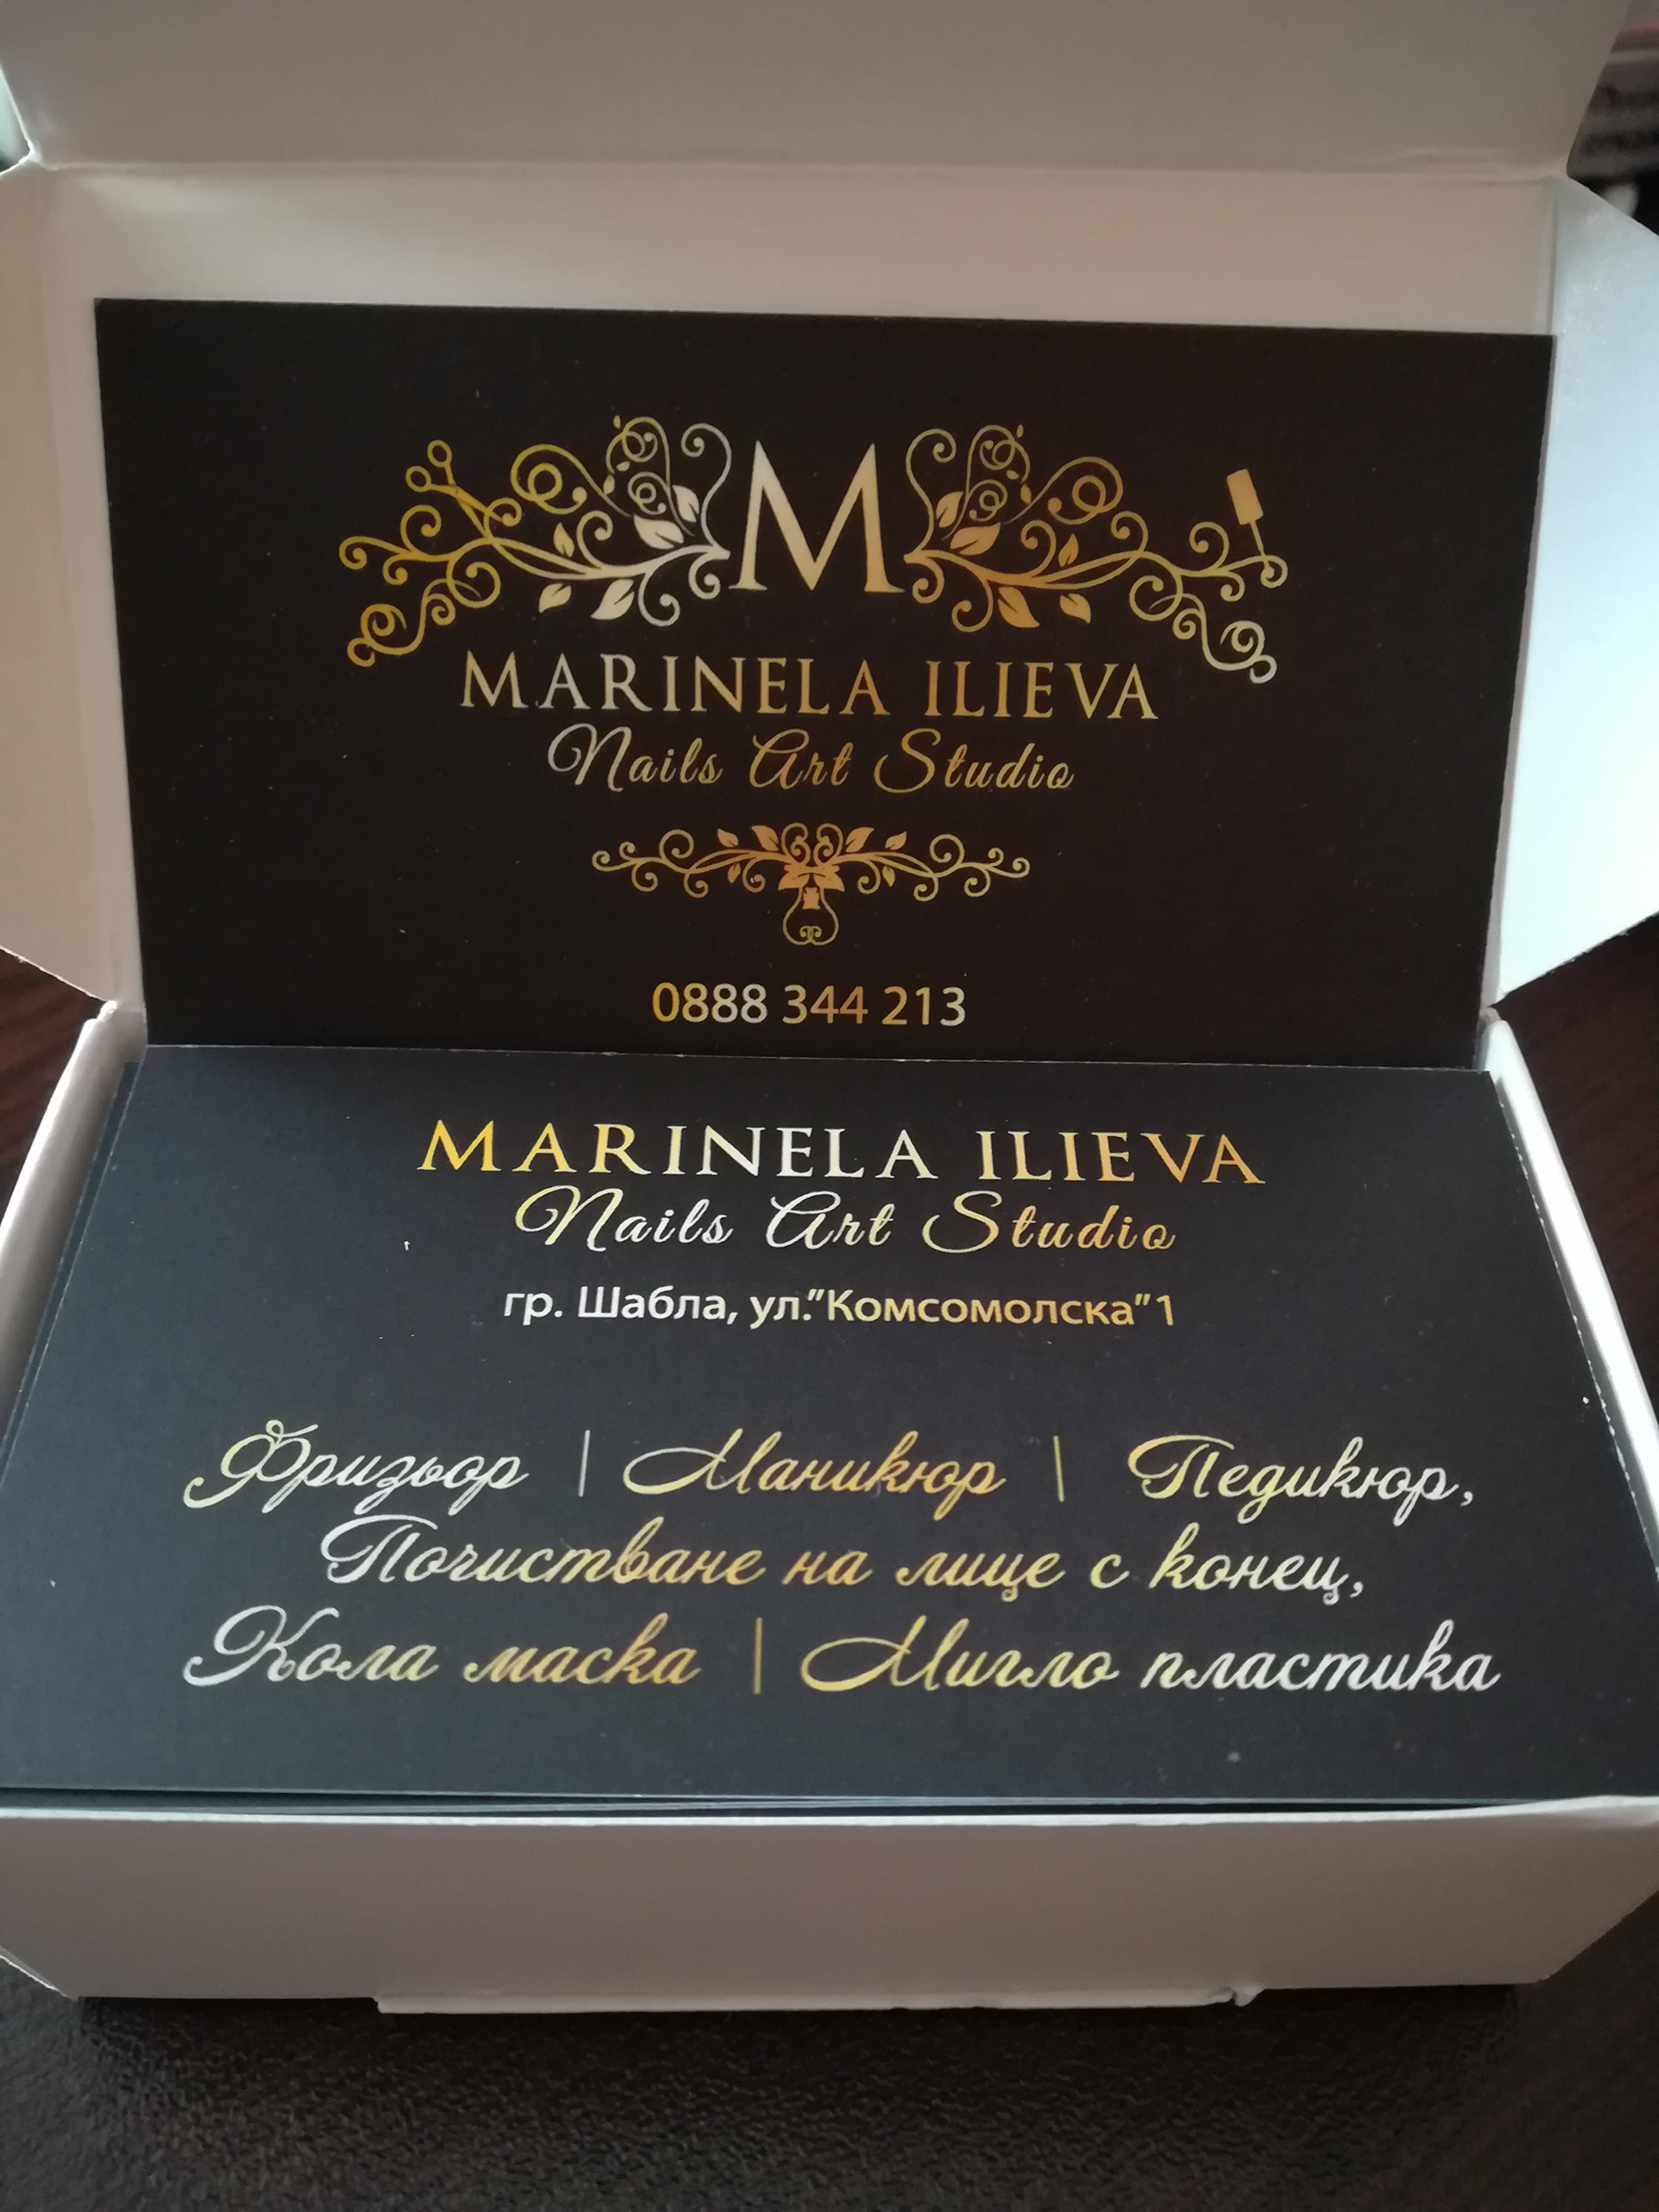 M
MARINELA ILIEVA
Nails Art Studio
0888 344 213
MARINELA ILIEVA
Nails Art Studio
гр. Шабла, ул."Комсомолска"1
Фризьор | Маникюр | Педикюр,
Почистване на лице с конец,
Кола маска | Мигло пластика